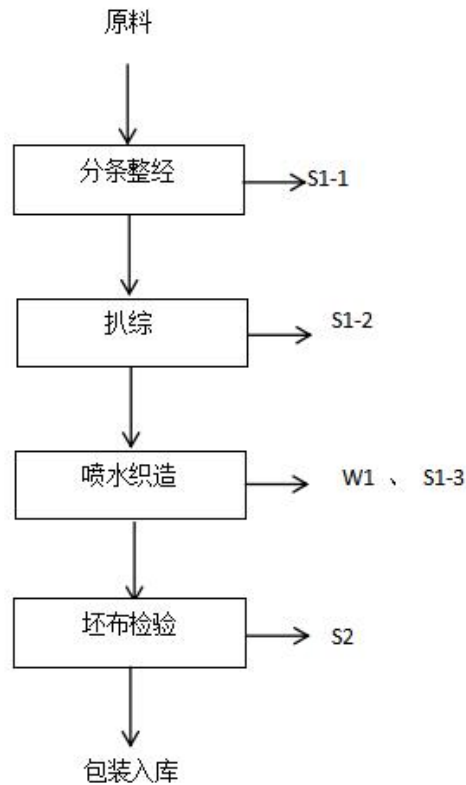 原料
分条整经
S1-1
扒综
S1-2
喷水织造
W1 、 S1-3
坯布检验
S2
包装入库